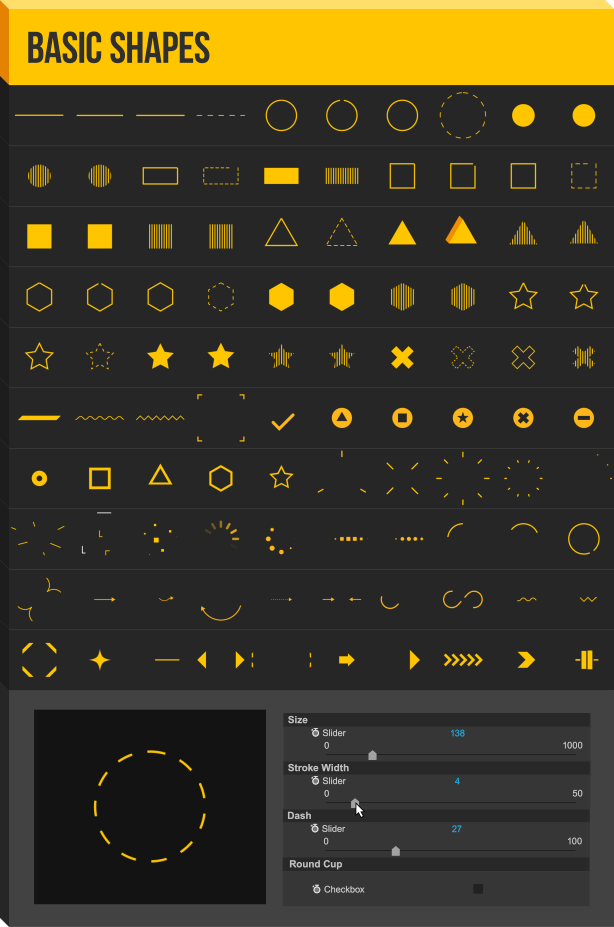 BASIC SHAPES
Size
Slider 138
0 1000
Stroke Width
Slider 4
0 50
Dash
Slider 27
0 100
Round Cup
Checkbox